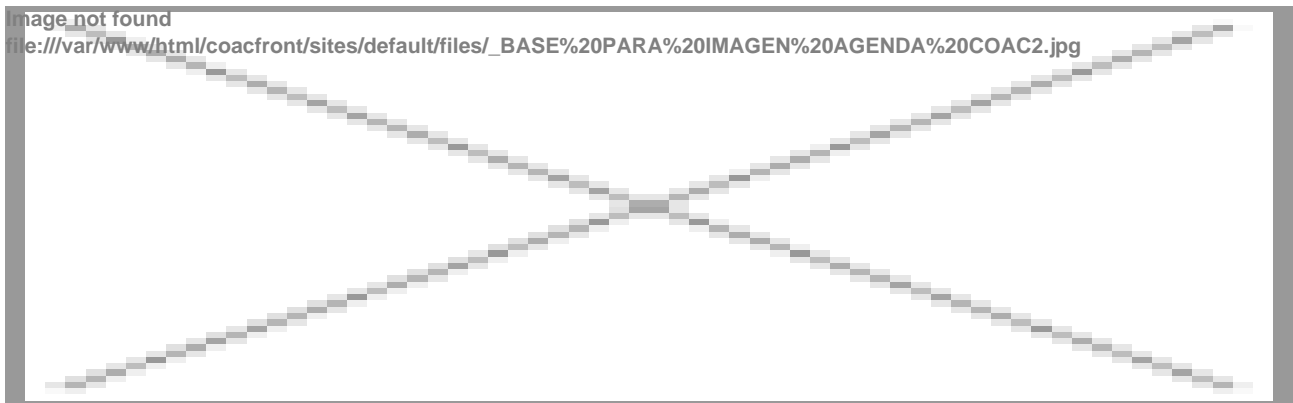 Image not found
file:///var/www/html/coacfront/sites/default/files/_BASE%20PARA%20IMAGEN%20AGENDA%20COAC2.jpg